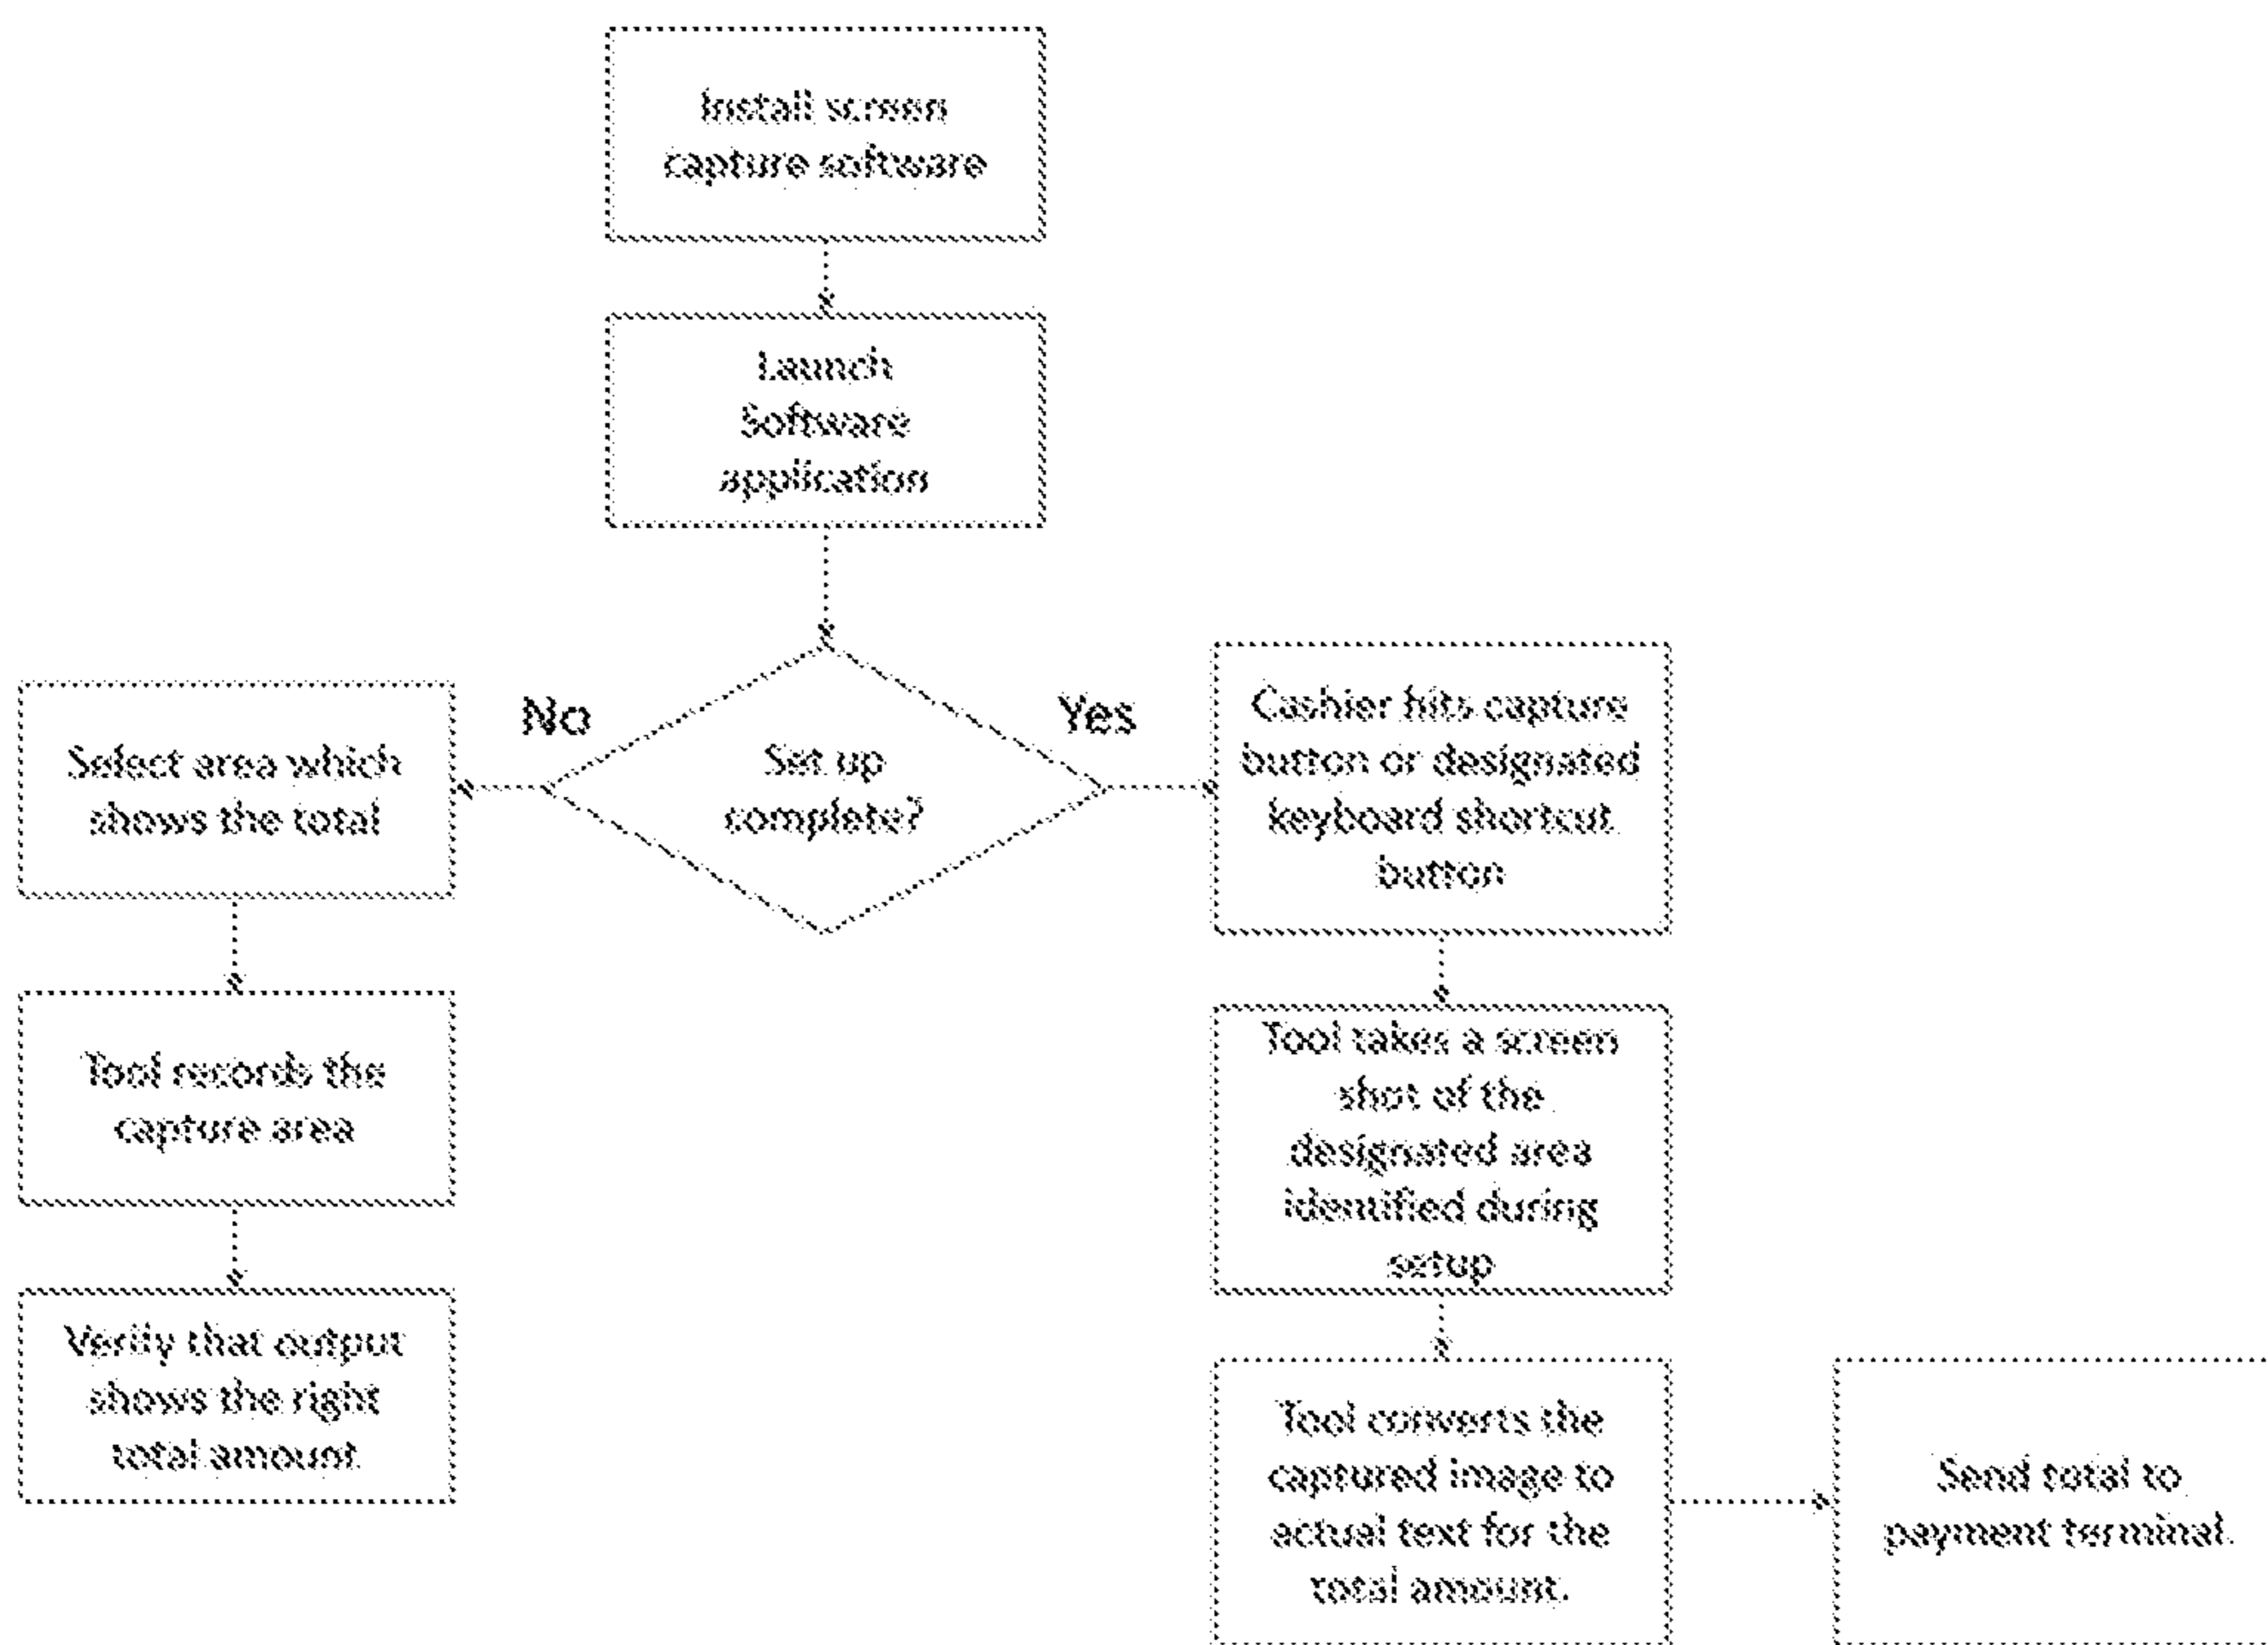 Install screen
capture software
Launch
Software
application
Set up
complete?
No
Yes
Select area which
shows the total
Tool records the
capture area
Verify that output
shows the right
total amount
Cashier hits capture
button or designated
keyboard shortcut
button
Tool takes a screen
shot of the
designated area
identified during
setup
Tool converts the
captured image to
actual text for the
total amount.
Send total to
payment terminal.